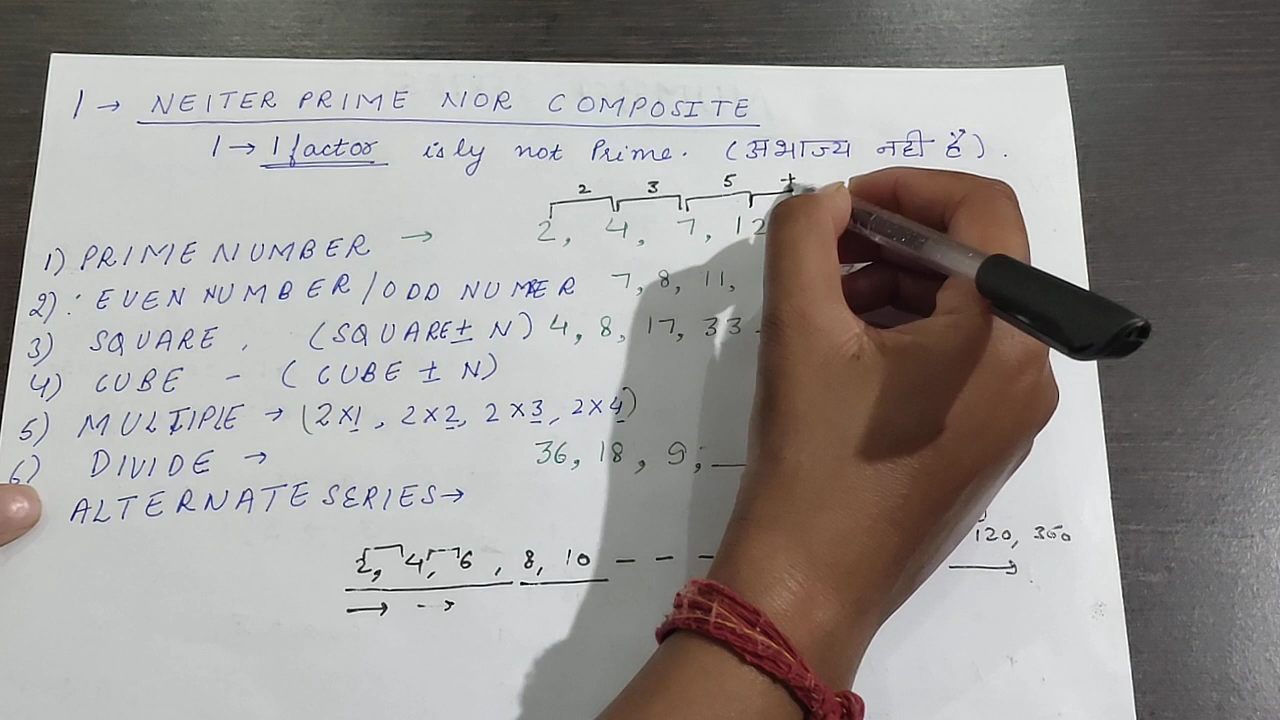 1 → NEITER PRIME NOR COMPOSITE
1 → 1 factor is ly not Prime. (अभाज्य नही है).
2 3 5 +
1) PRIME NUMBER → 2, 4, 7, 12
2) : EVEN NUMBER / ODD NUMER 7, 8, 11,
3) SQUARE . (SQUARE ± N) 4, 8, 17, 33
4) CUBE - (CUBE ± N)
5) MULTIPLE → (2×1, 2×2, 2×3, 2×4)
6) DIVIDE → 36, 18, 9,
ALTERNATE SERIES →
120, 360
2, 4, 6, 8, 10 - - -